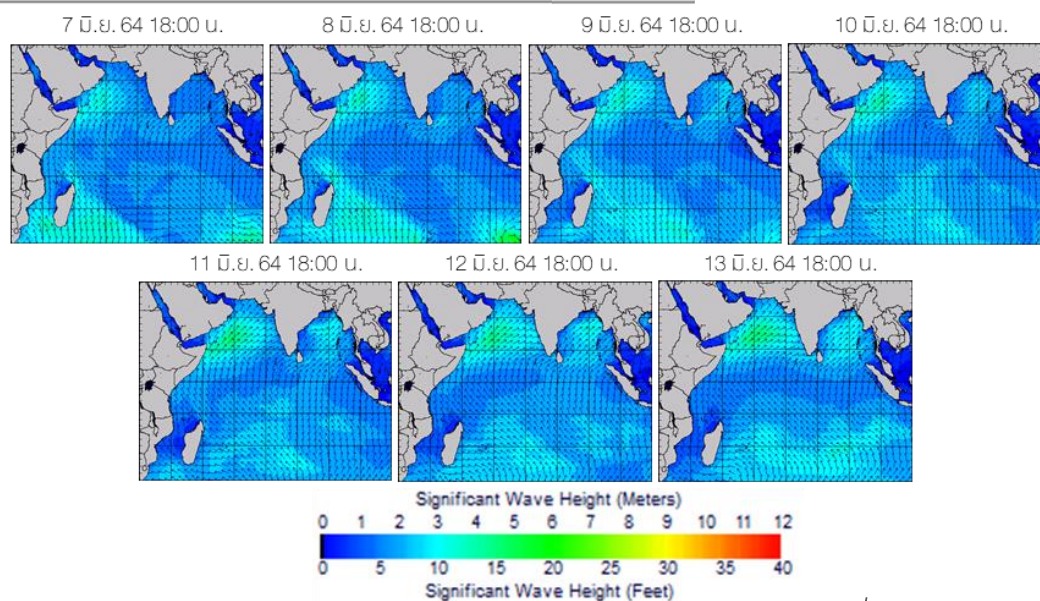 7 มิ.ย. 64 18:00 น. 8 มิ.ย. 64 18:00 น. 9 มิ.ย. 64 18:00 น. 10 มิ.ย. 64 18:00 น.
11 มิ.ย. 64 18:00 น. 12 มิ.ย. 64 18:00 น. 13 มิ.ย. 64 18:00 น.
Significant Wave Height (Meters)
0 1 2 3 4 5 6 7 8 9 10 11 12
0 5 10 15 20 25 30 35 40
Significant Wave Height (Feet)